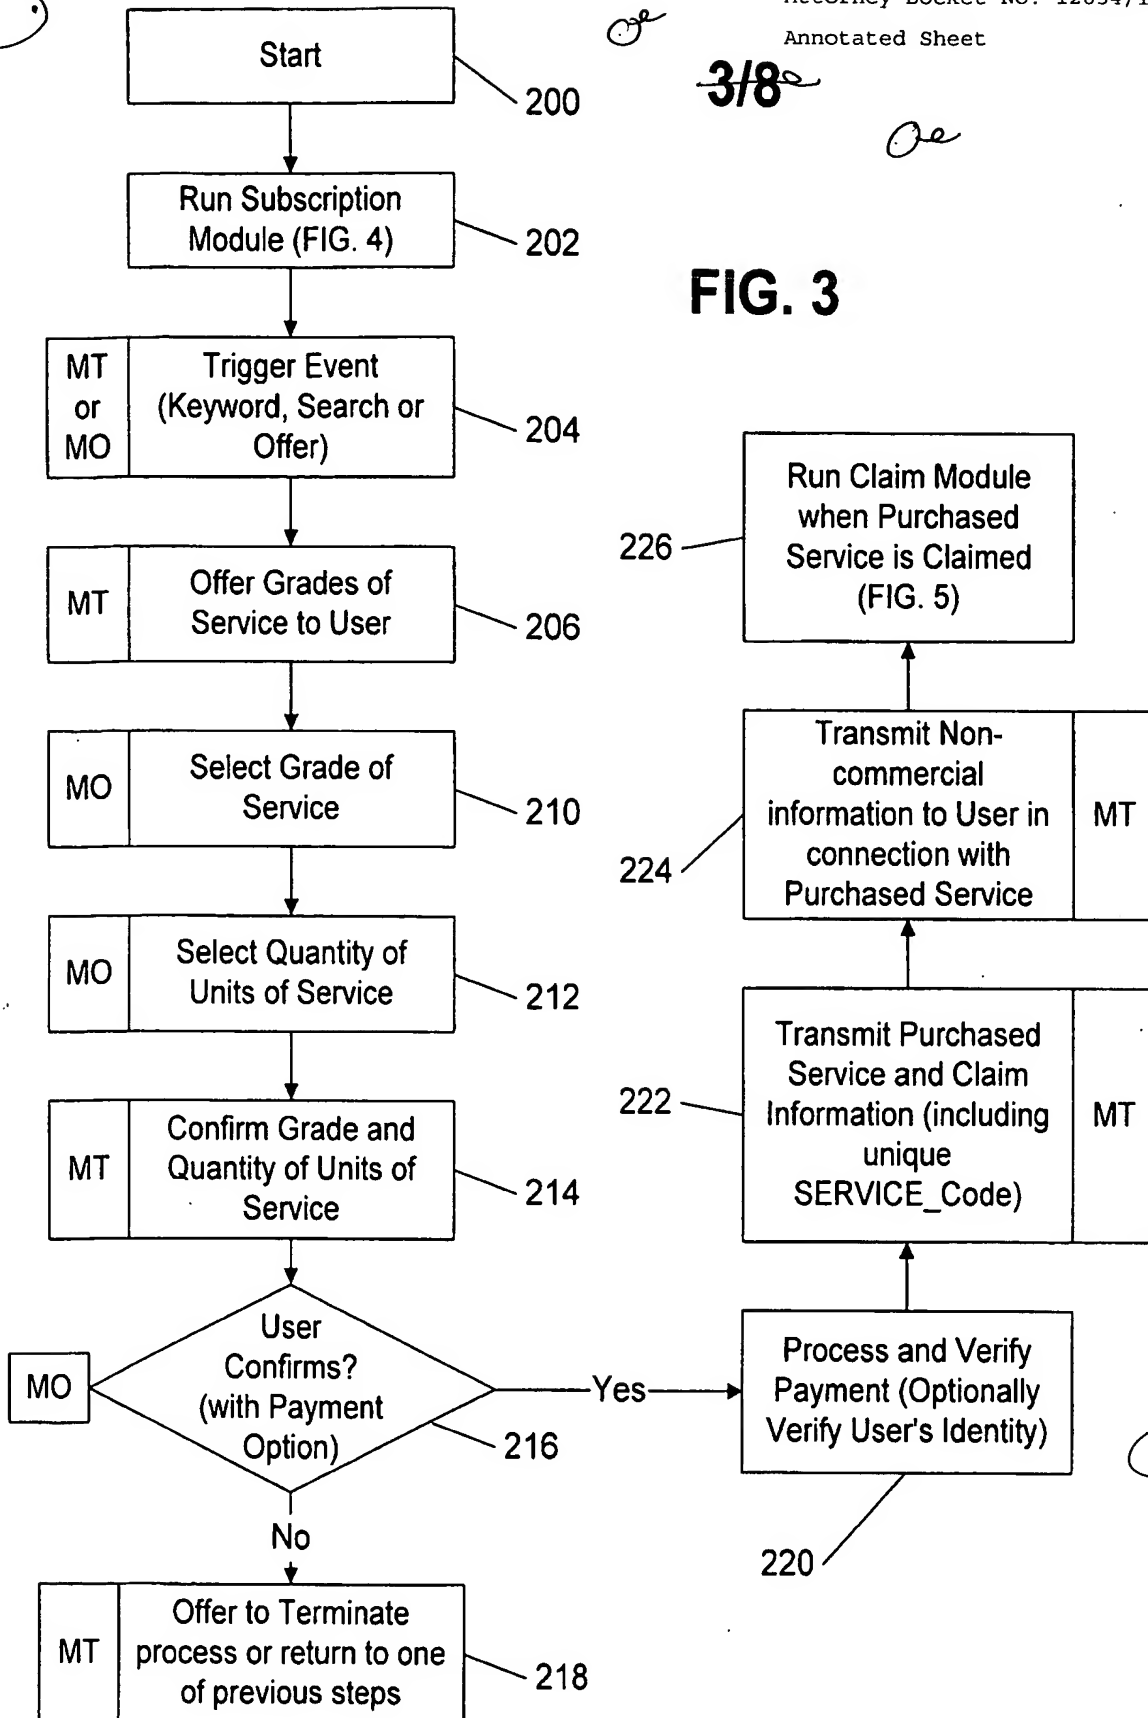 Annotated Sheet
3/8
FIG. 3
Start
200
Run Subscription
Module (FIG. 4)
202
MT
or
MO
Trigger Event
(Keyword, Search or
Offer)
204
MT
Offer Grades of
Service to User
206
MO
Select Grade of
Service
210
MO
Select Quantity of
Units of Service
212
MT
Confirm Grade and
Quantity of Units of
Service
214
MO
User
Confirms?
(with Payment
Option)
216
Yes
No
MT
Offer to Terminate
process or return to one
of previous steps
218
Process and Verify
Payment (Optionally
Verify User's Identity)
220
Transmit Purchased
Service and Claim
Information (including
unique
SERVICE_Code)
MT
222
Transmit Non-
commercial
information to User in
connection with
Purchased Service
MT
224
Run Claim Module
when Purchased
Service is Claimed
(FIG. 5)
226